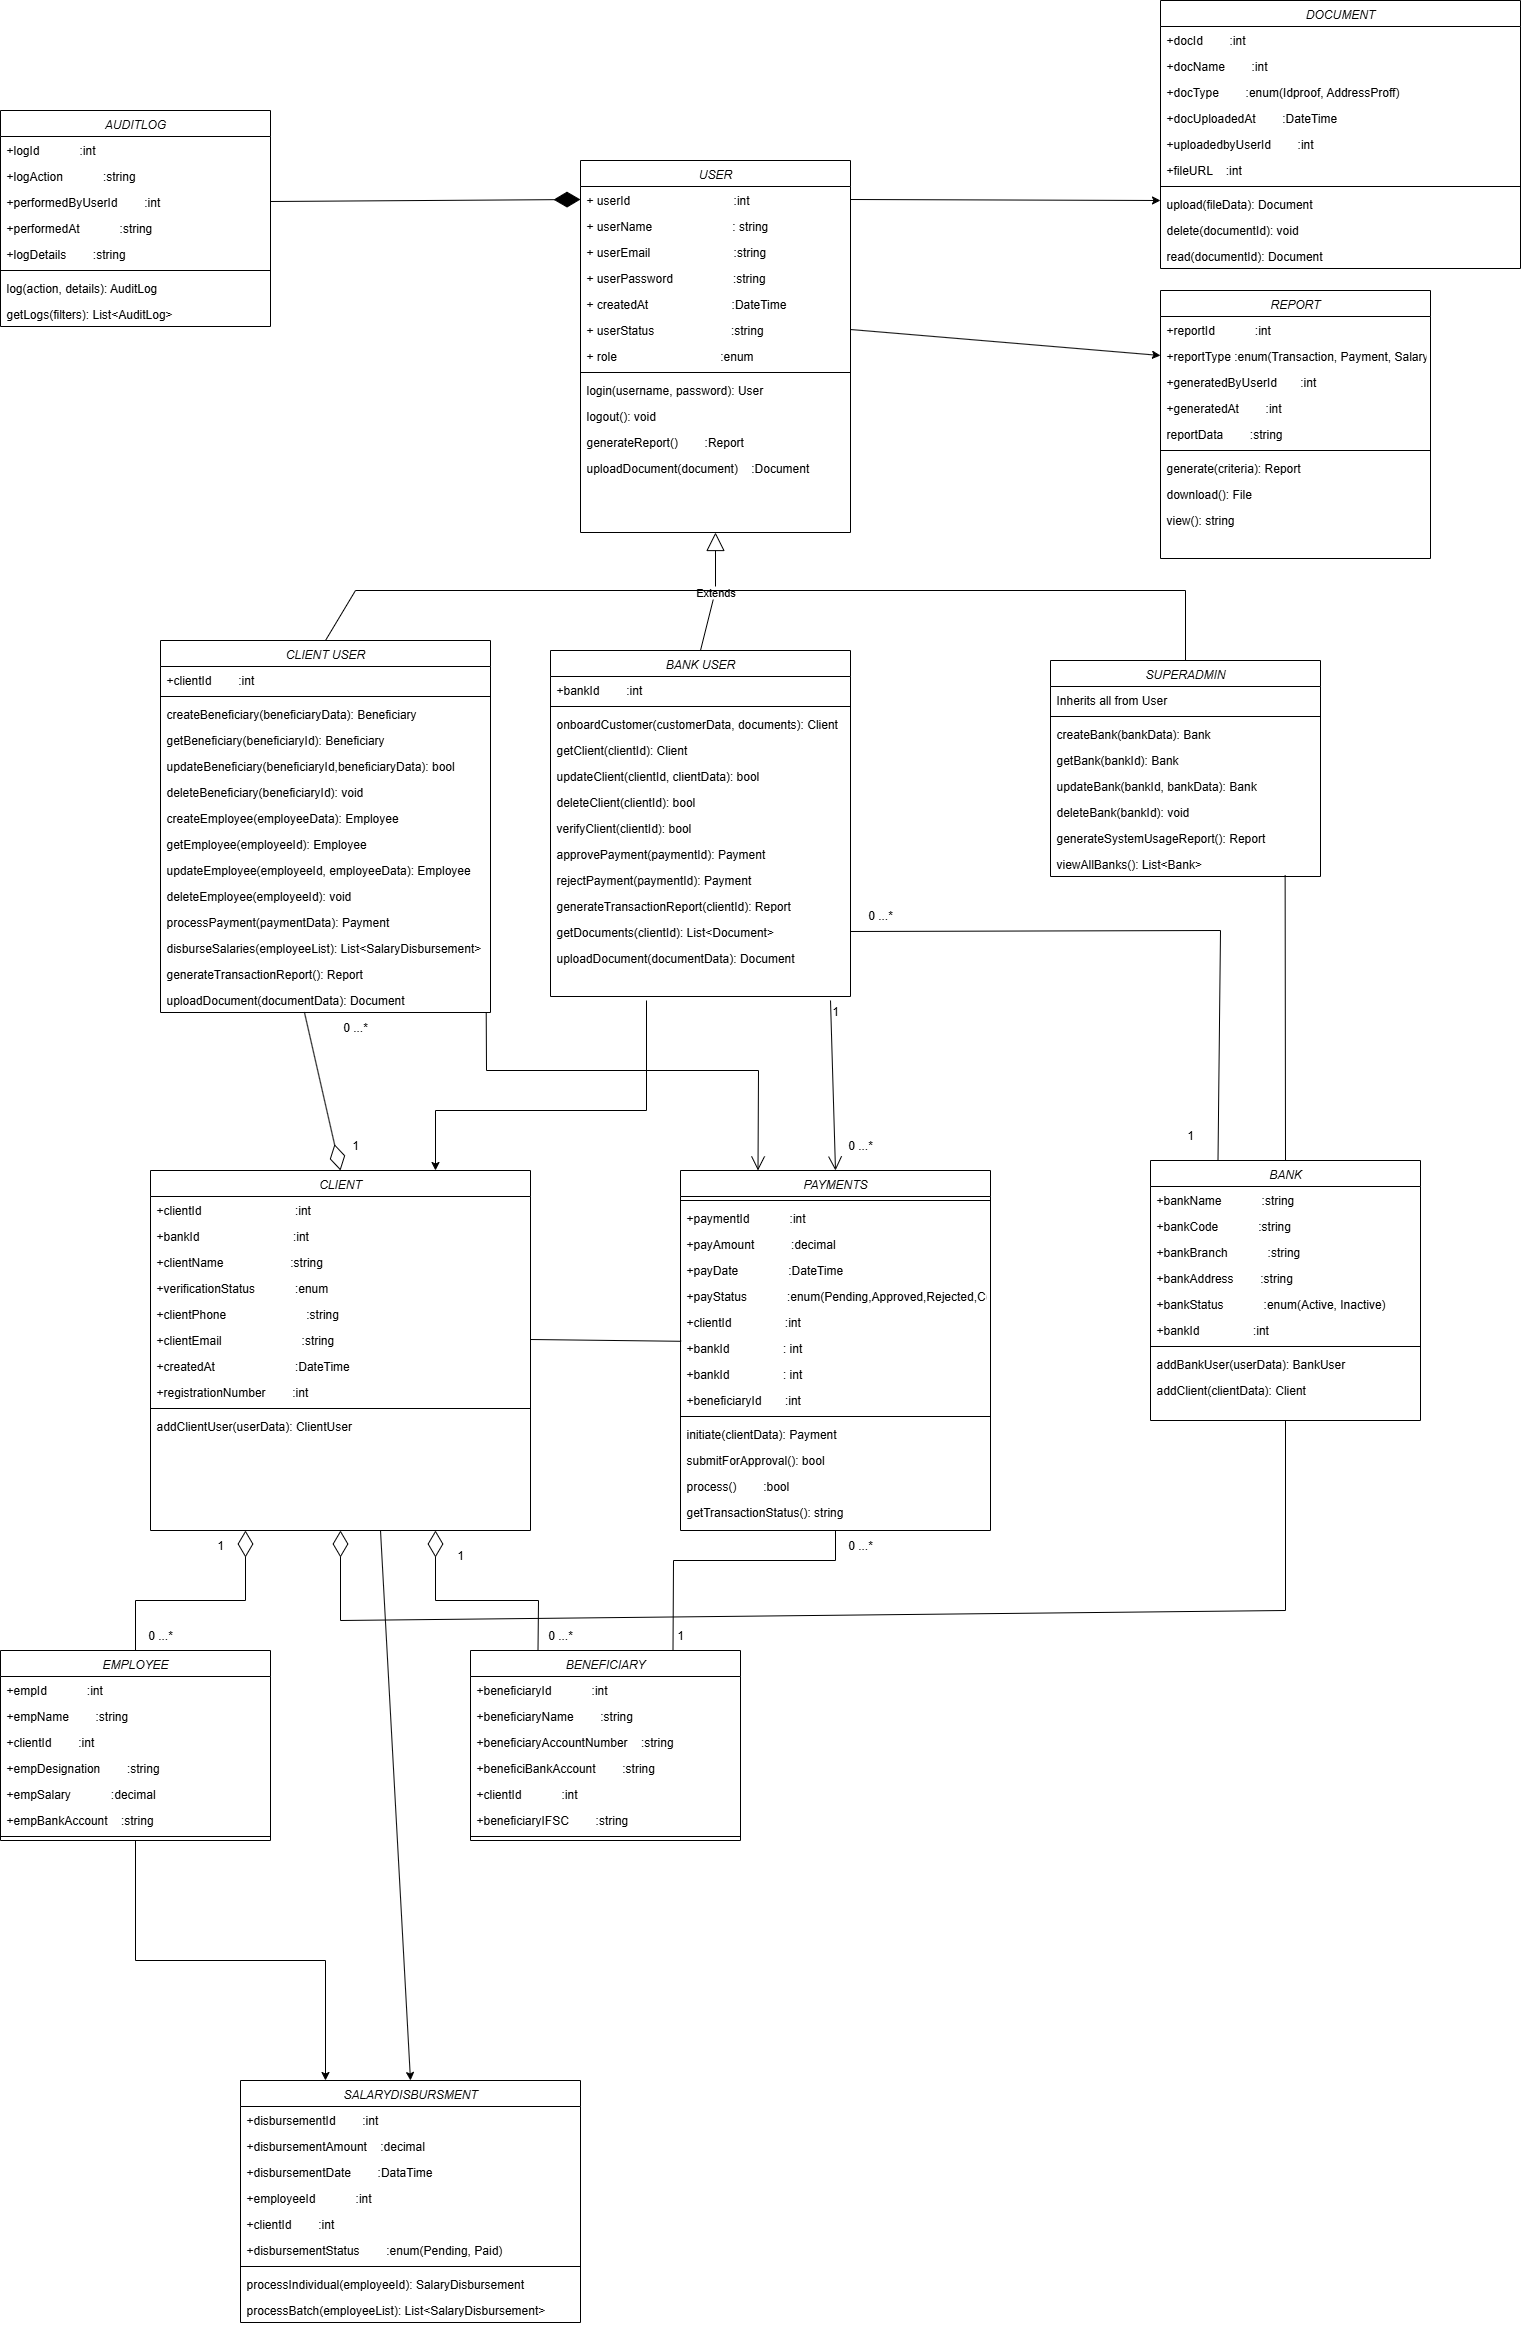 DOCUMENT
+docId :int
+docName :int
+docType :enum(Idproof, AddressProff)
+docUploadedAt :DateTime
+uploadedbyUserId :int
+fileURL :int
upload(fileData): Document
delete(documentId): void
read(documentId): Document
AUDITLOG
+logId :int
+logAction :string
+performedByUserId :int
+performedAt :string
+logDetails :string
log(action, details): AuditLog
getLogs(filters): List<AuditLog>
USER
+ userId :int
+ userName : string
+ userEmail :string
+ userPassword :string
+ createdAt :DateTime
+ userStatus :string
+ role :enum
login(username, password): User
logout(): void
generateReport() :Report
uploadDocument(document) :Document
REPORT
+reportId :int
+reportType :enum(Transaction, Payment, Salary
+generatedByUserId :int
+generatedAt :int
reportData :string
generate(criteria): Report
download(): File
view(): string
Extends
CLIENT USER
+clientId :int
createBeneficiary(beneficiaryData): Beneficiary
getBeneficiary(beneficiaryId): Beneficiary
updateBeneficiary(beneficiaryId,beneficiaryData): bool
deleteBeneficiary(beneficiaryId): void
createEmployee(employeeData): Employee
getEmployee(employeeId): Employee
updateEmployee(employeeId, employeeData): Employee
deleteEmployee(employeeId): void
processPayment(paymentData): Payment
disburseSalaries(employeeList): List<SalaryDisbursement>
generateTransactionReport(): Report
uploadDocument(documentData): Document
BANK USER
+bankId :int
onboardCustomer(customerData, documents): Client
getClient(clientId): Client
updateClient(clientId, clientData): bool
deleteClient(clientId): bool
verifyClient(clientId): bool
approvePayment(paymentId): Payment
rejectPayment(paymentId): Payment
generateTransactionReport(clientId): Report
getDocuments(clientId): List<Document>
uploadDocument(documentData): Document
SUPERADMIN
Inherits all from User
createBank(bankData): Bank
getBank(bankId): Bank
updateBank(bankId, bankData): Bank
deleteBank(bankId): void
generateSystemUsageReport(): Report
viewAllBanks(): List<Bank>
0 ...*
1
0 ...*
1
0 ...*
1
CLIENT
+clientId :int
+bankId :int
+clientName :string
+verificationStatus :enum
+clientPhone :string
+clientEmail :string
+createdAt :DateTime
+registrationNumber :int
addClientUser(userData): ClientUser
PAYMENTS
+paymentId :int
+payAmount :decimal
+payDate :DateTime
+payStatus :enum(Pending,Approved,Rejected,C
+clientId :int
+bankId : int
+bankId : int
+beneficiaryId :int
initiate(clientData): Payment
submitForApproval(): bool
process() :bool
getTransactionStatus(): string
BANK
+bankName :string
+bankCode :string
+bankBranch :string
+bankAddress :string
+bankStatus :enum(Active, Inactive)
+bankId :int
addBankUser(userData): BankUser
addClient(clientData): Client
1
1
0 ...*
0 ...*
0 ...*
1
EMPLOYEE
+empId :int
+empName :string
+clientId :int
+empDesignation :string
+empSalary :decimal
+empBankAccount :string
BENEFICIARY
+beneficiaryId :int
+beneficiaryName :string
+beneficiaryAccountNumber :string
+beneficiBankAccount :string
+clientId :int
+beneficiaryIFSC :string
SALARYDISBURSMENT
+disbursementId :int
+disbursementAmount :decimal
+disbursementDate :DataTime
+employeeId :int
+clientId :int
+disbursementStatus :enum(Pending, Paid)
processIndividual(employeeId): SalaryDisbursement
processBatch(employeeList): List<SalaryDisbursement>